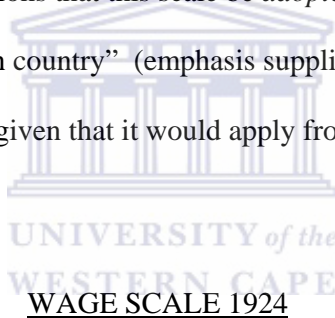 ions that this scale be adopt
n country” (emphasis suppli
given that it would apply fro
UNIVERSITY of the
WESTERN CAPE
WAGE SCALE 1924